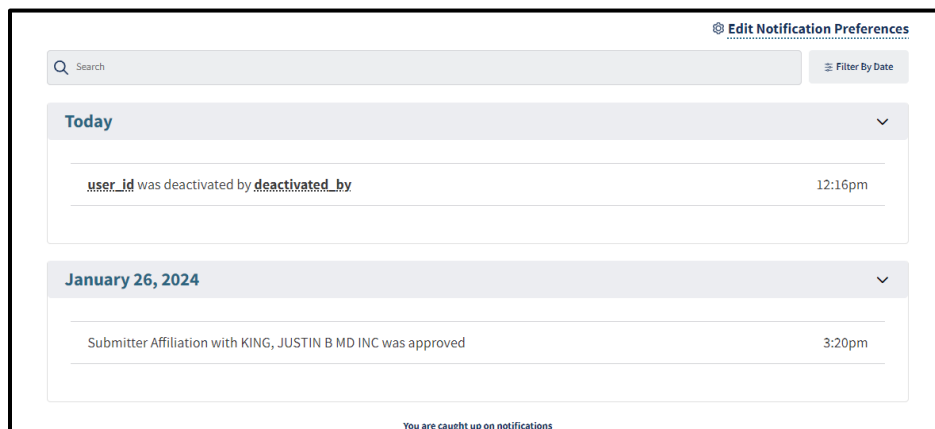 Edit Notification Preferences
Search
Filter By Date
Today
user_id was deactivated by deactivated_by 12:16pm
January 26, 2024
Submitter Affiliation with KING, JUSTIN B MD INC was approved 3:20pm
You are caught up on notifications